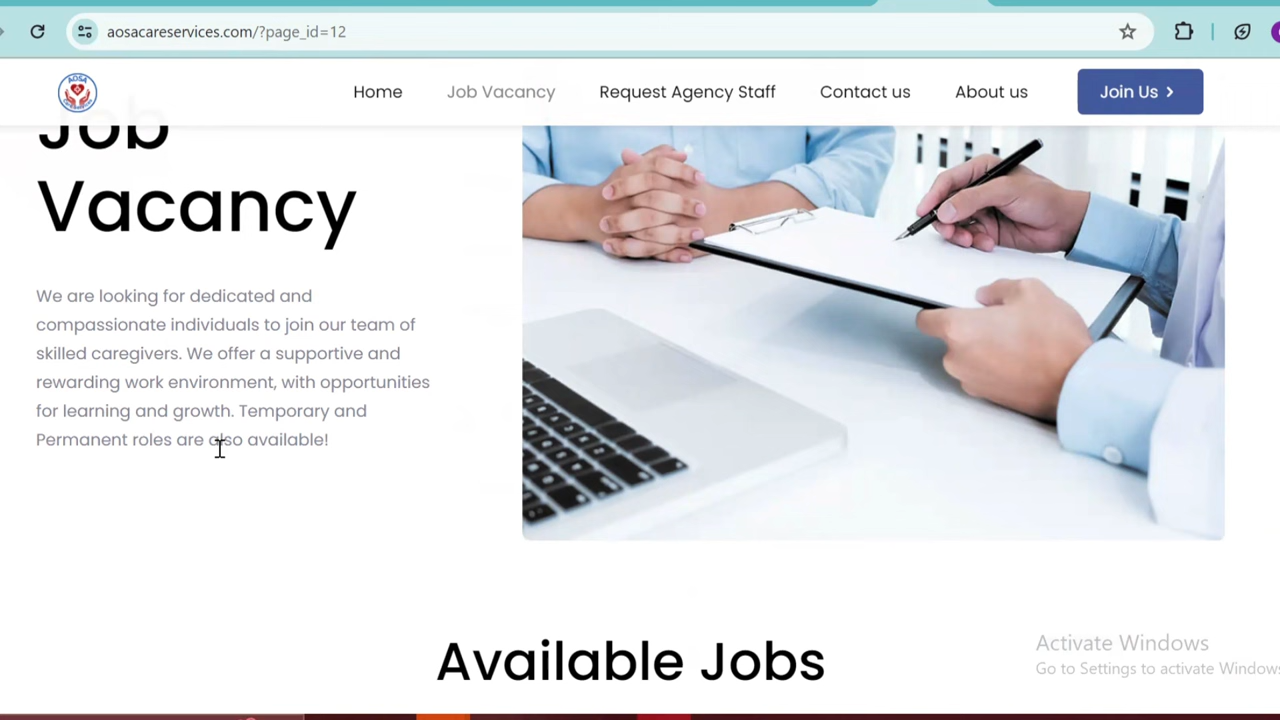 aosacareservices.com/?page_id=12
AOSA
Home Job Vacancy Request Agency Staff Contact us About us Join Us
Job
Vacancy
We are looking for dedicated and
compassionate individuals to join our team of
skilled caregivers. We offer a supportive and
rewarding work environment, with opportunities
for learning and growth. Temporary and
Permanent roles are also available!
Available Jobs
Activate Windows
Go to Settings to activate Windows